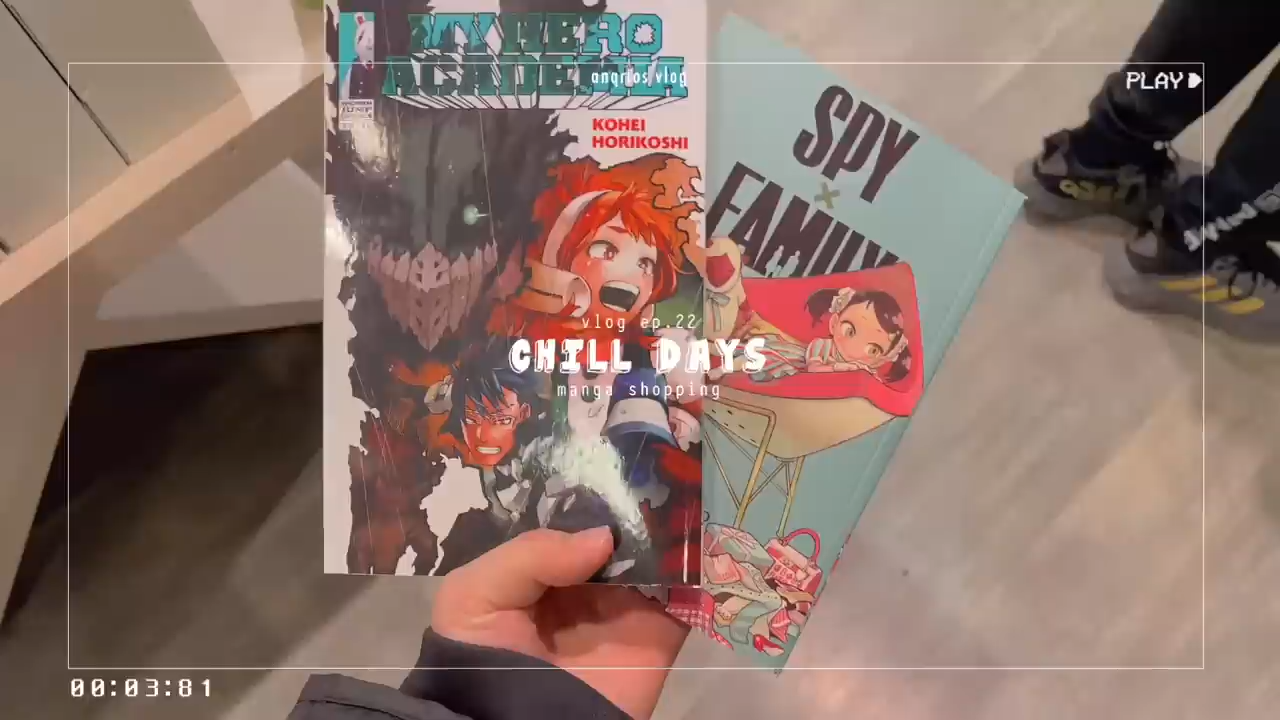 MY HERO
ACADEMIA
anqrios vlog
KOHEI
HORIKOSHI
SPY
×
FAMILY
PLAY
vlog ep.22
CHILL DAYS
manga shopping
00:03:81